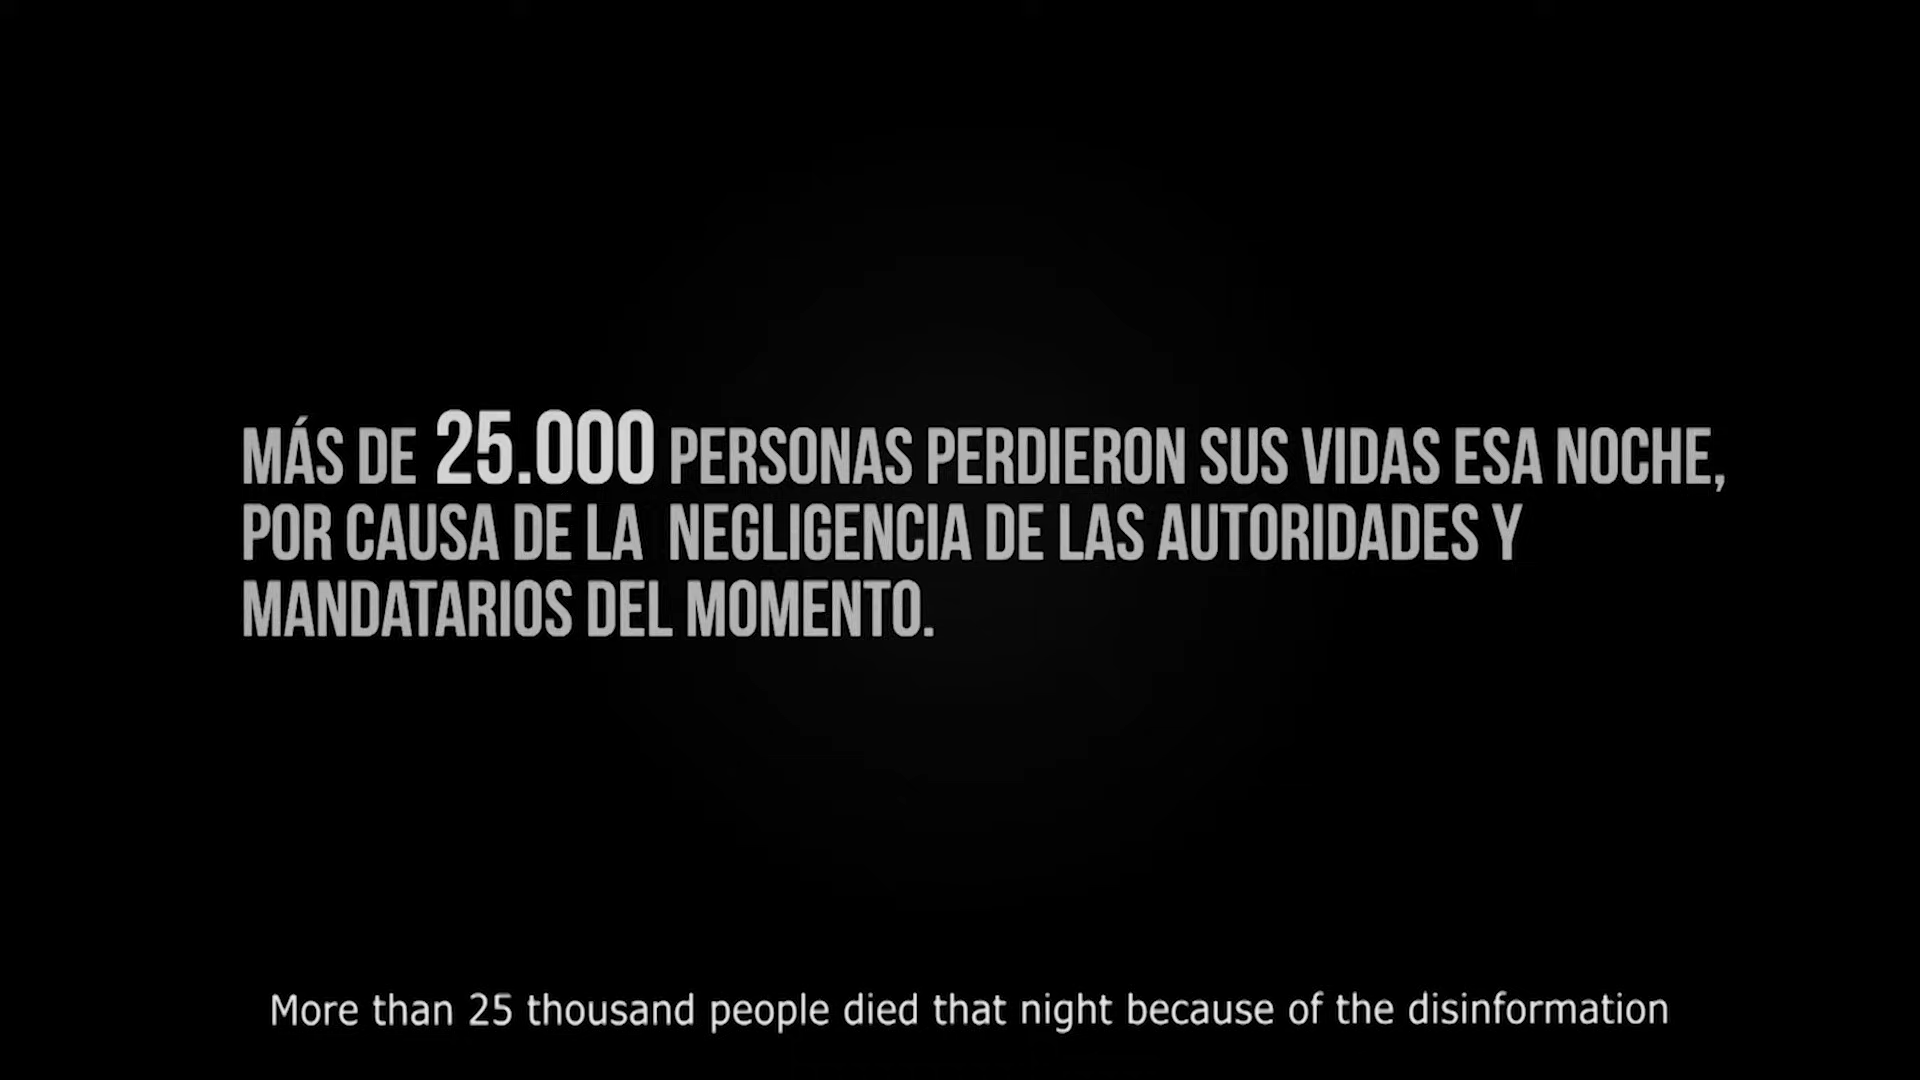 MÁS DE 25.000 PERSONAS PERDIERON SUS VIDAS ESA NOCHE,
POR CAUSA DE LA NEGLIGENCIA DE LAS AUTORIDADES Y
MANDATARIOS DEL MOMENTO.
More than 25 thousand people died that night because of the disinformation